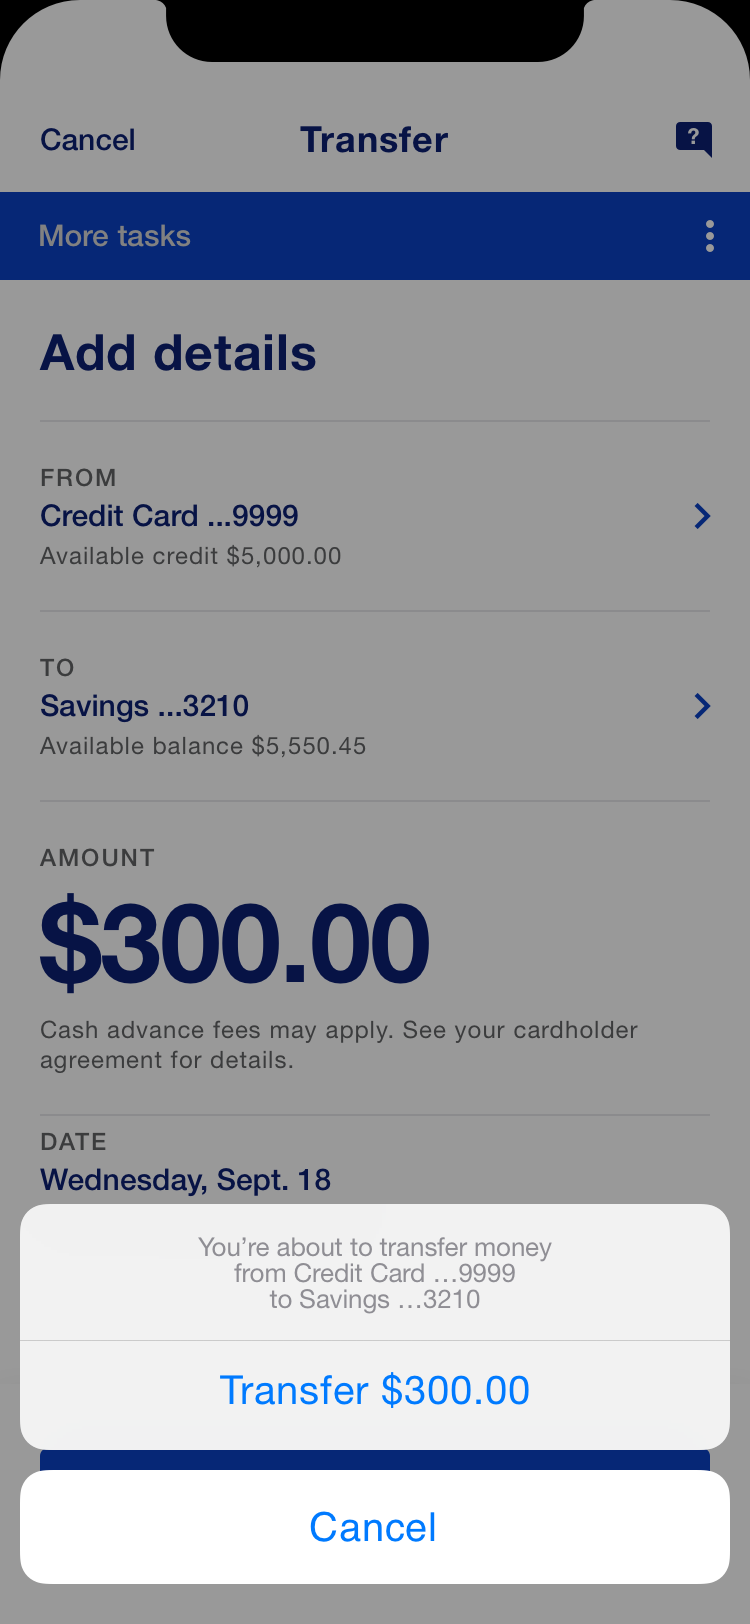 Cancel
Transfer
?
More tasks
Add details
FROM
Credit Card ...9999
Available credit $5,000.00
TO
Savings ...3210
Available balance $5,550.45
AMOUNT
$300.00
Cash advance fees may apply. See your cardholder
agreement for details.
DATE
Wednesday, Sept. 18
You’re about to transfer money
from Credit Card …9999
to Savings …3210
Transfer $300.00
Cancel